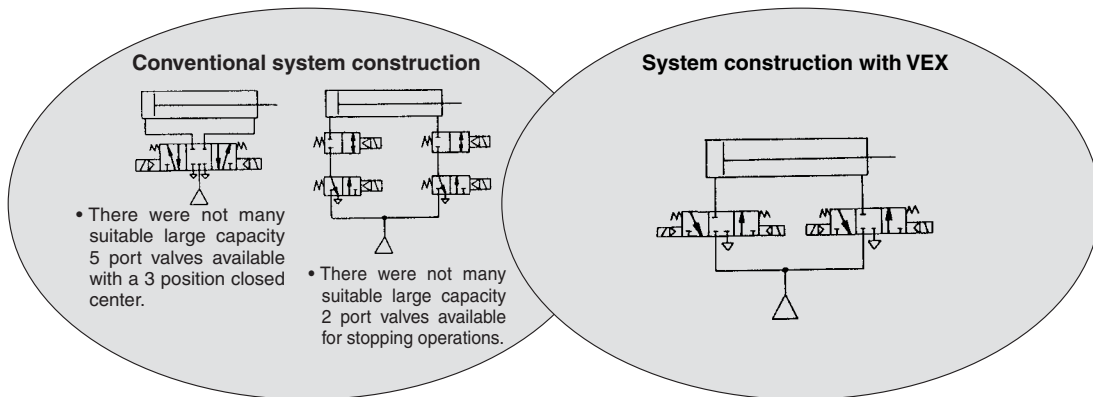 Conventional system construction
• There were not many
suitable large capacity
5 port valves available
with a 3 position closed
center.
• There were not many
suitable large capacity
2 port valves available
for stopping operations.
System construction with VEX